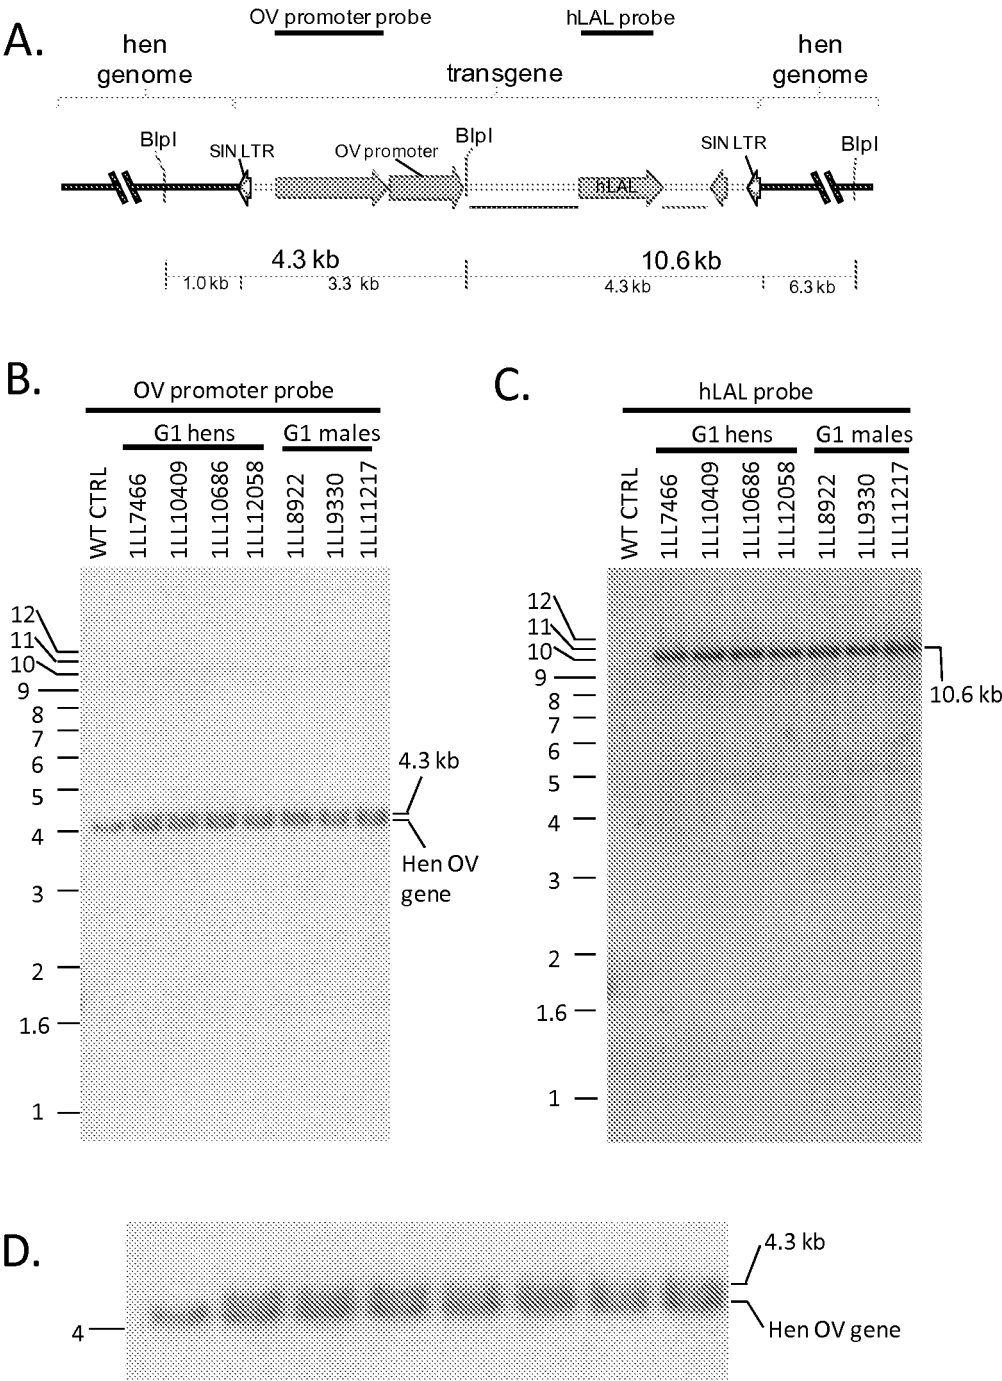 A.
OV promoter probe
hLAL probe
hen
genome
transgene
hen
genome
BlpI
SIN LTR
OV promoter
BlpI
SIN LTR
BlpI
hLAL
4.3 kb
10.6 kb
1.0 kb
3.3 kb
4.3 kb
6.3 kb
B.
OV promoter probe
G1 hens
G1 males
WT CTRL
1LL7466
1LL10409
1LL10686
1LL12058
1LL8922
1LL9330
1LL11217
12
11
10
9
8
7
6
5
4
3
2
1.6
1
4.3 kb
Hen OV
gene
C.
hLAL probe
G1 hens
G1 males
WT CTRL
1LL7466
1LL10409
1LL10686
1LL12058
1LL8922
1LL9330
1LL11217
12
11
10
9
8
7
6
5
4
3
2
1.6
1
10.6 kb
D.
4
4.3 kb
Hen OV gene